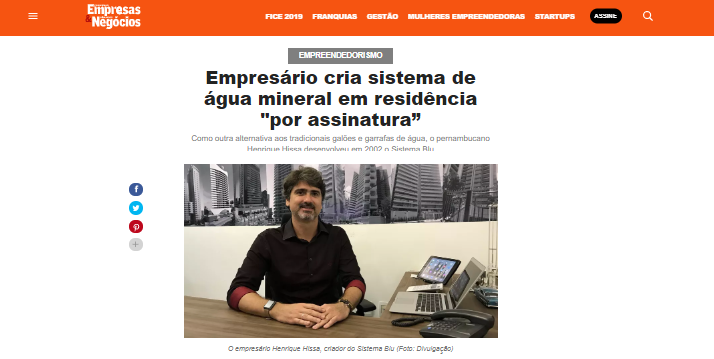 Empresas
& Negócios
FICE 2019 FRANQUIAS GESTÃO MULHERES EMPREENDEDORAS STARTUPS ASSINE
EMPREENDEDORISMO
Empresário cria sistema de
água mineral em residência
"por assinatura”
Como outra alternativa aos tradicionais galões e garrafas de água, o pernambucano
Henrique Hissa desenvolveu em 2002 o Sistema Blu
O empresário Henrique Hissa, criador do Sistema Blu (Foto: Divulgação)